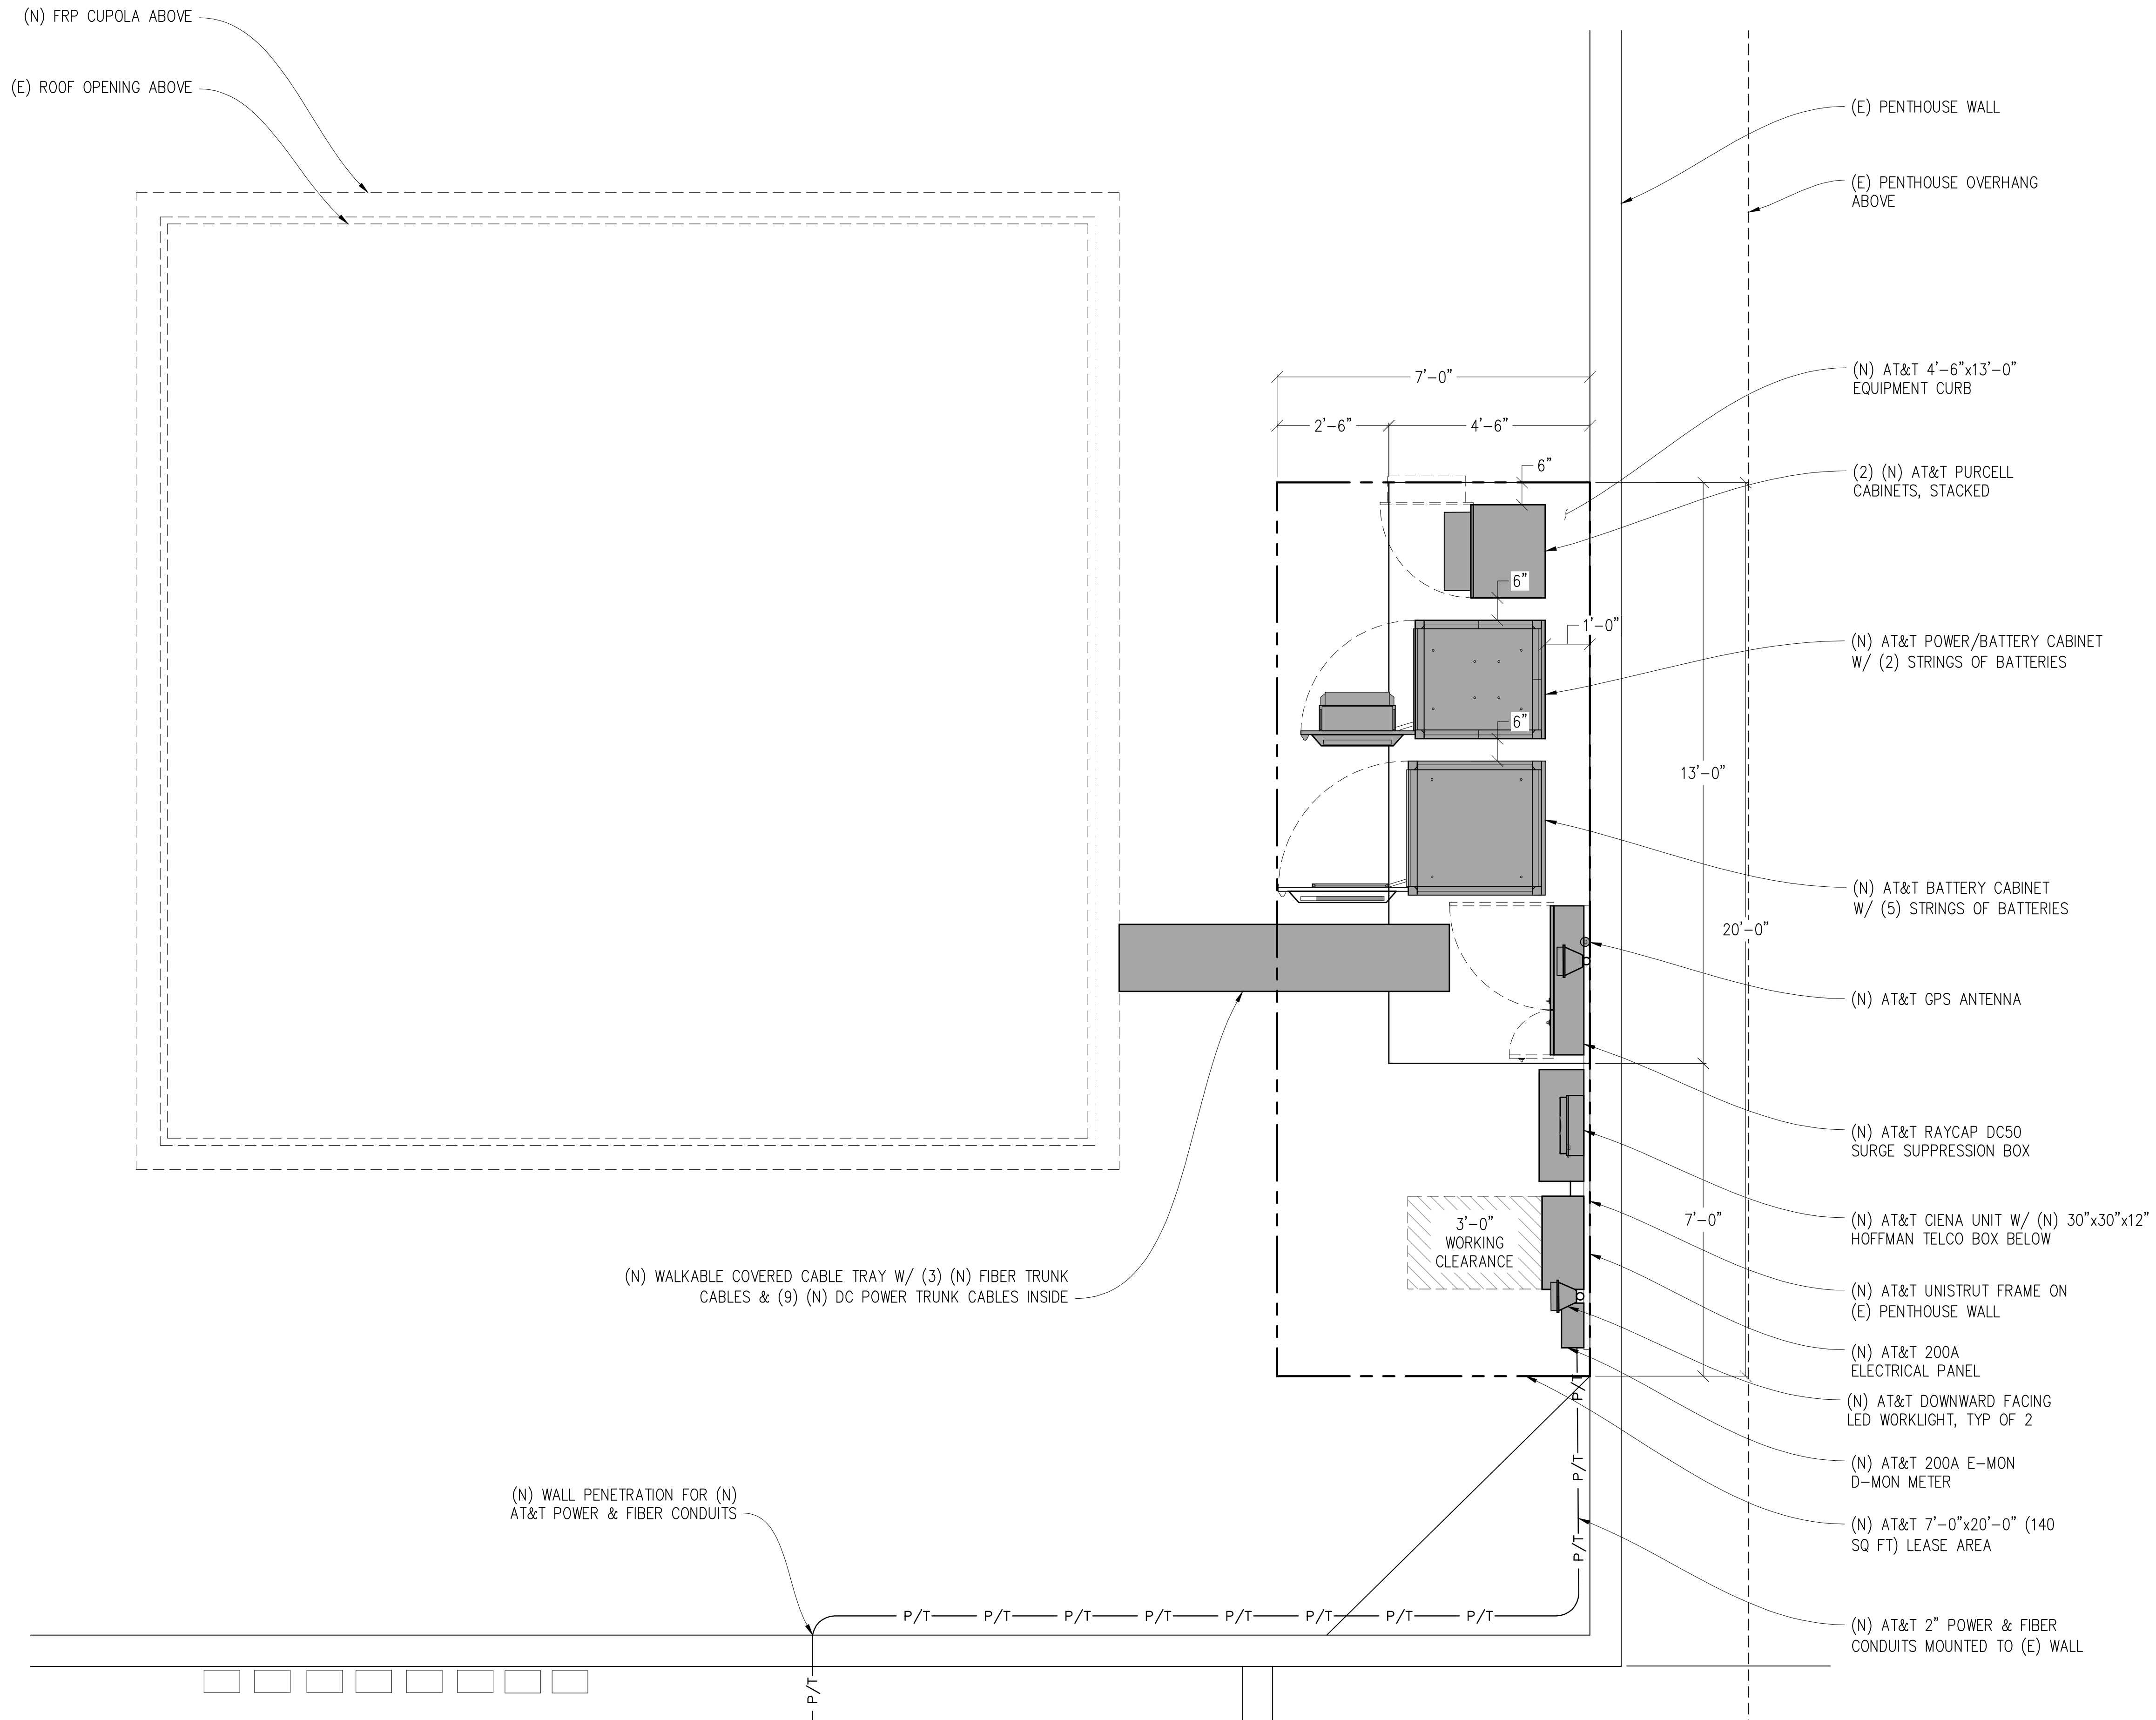 (N) FRP CUPOLA ABOVE
(E) ROOF OPENING ABOVE
(E) PENTHOUSE WALL
(E) PENTHOUSE OVERHANG
ABOVE
7'-0"
2'-6"
4'-6"
(N) AT&T 4'-6"x13'-0"
EQUIPMENT CURB
6"
(2) (N) AT&T PURCELL
CABINETS, STACKED
6"
1'-0"
(N) AT&T POWER/BATTERY CABINET
W/ (2) STRINGS OF BATTERIES
6"
13'-0"
20'-0"
(N) AT&T BATTERY CABINET
W/ (5) STRINGS OF BATTERIES
(N) AT&T GPS ANTENNA
(N) AT&T RAYCAP DC50
SURGE SUPPRESSION BOX
7'-0"
(N) AT&T CIENA UNIT W/ (N) 30"x30"x12"
HOFFMAN TELCO BOX BELOW
3'-0"
WORKING
CLEARANCE
(N) WALKABLE COVERED CABLE TRAY W/ (3) (N) FIBER TRUNK
CABLES & (9) (N) DC POWER TRUNK CABLES INSIDE
(N) AT&T UNISTRUT FRAME ON
(E) PENTHOUSE WALL
(N) AT&T 200A
ELECTRICAL PANEL
(N) AT&T DOWNWARD FACING
LED WORKLIGHT, TYP OF 2
(N) AT&T 200A E-MON
D-MON METER
(N) AT&T 7'-0"x20'-0" (140
SQ FT) LEASE AREA
(N) WALL PENETRATION FOR (N)
AT&T POWER & FIBER CONDUITS
P/T
P/T
P/T
P/T P/T P/T P/T P/T P/T P/T P/T
(N) AT&T 2" POWER & FIBER
CONDUITS MOUNTED TO (E) WALL
P/T